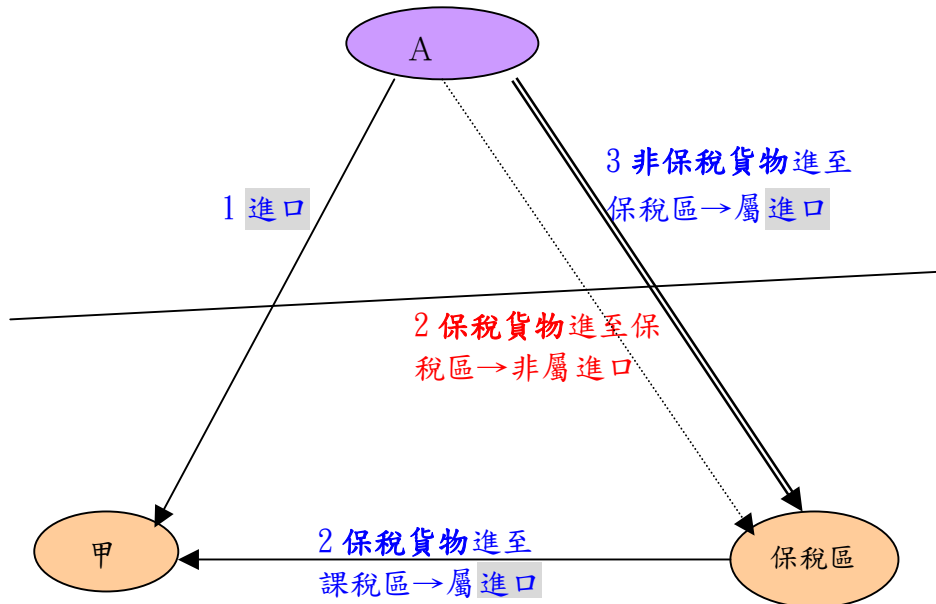 A
3 非保稅貨物進至
保稅區→屬進口
1 進口
2 保稅貨物進至保
稅區→非屬進口
2 保稅貨物進至
課稅區→屬進口
甲
保稅區